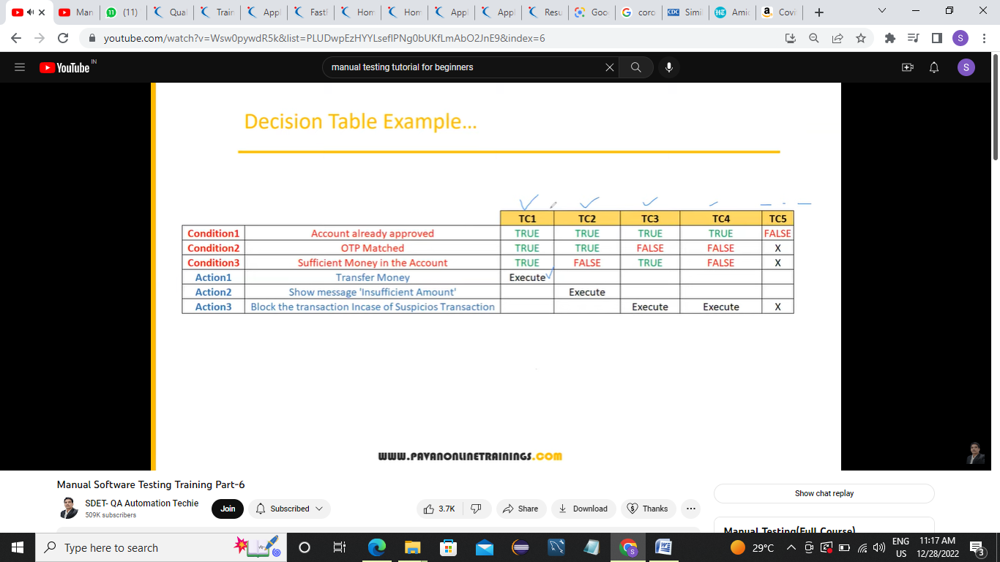 Man
(11)
Qual
Train
Appl
Fastl
Hom
Hom
Appl
Appl
Resu
Goo
corc
CDC Simil
HT Amic
a Covi
youtube.com/watch?v=Wsw0pywdR5k&list=PLUDwpEzHYYLseflPNg0bUKfLmAbO2JnE9&index=6
S
YouTube IN
manual testing tutorial for beginners
S
Decision Table Example...
TC1 TC2 TC3 TC4 TC5
Condition1 Account already approved TRUE TRUE TRUE TRUE FALSE
Condition2 OTP Matched TRUE TRUE FALSE FALSE X
Condition3 Sufficient Money in the Account TRUE FALSE TRUE FALSE X
Action1 Transfer Money Execute
Action2 Show message 'Insufficient Amount' Execute
Action3 Block the transaction Incase of Suspicios Transaction Execute Execute X
WWW.PAVANONLINETRAININGS.COM
Manual Software Testing Training Part-6
SDET- QA Automation Techie
509K subscribers
Join
Subscribed
3.7K
Share
Download
Thanks
Show chat replay
Manual Testing(Full Course)
Type here to search
29°C
ENG
US
11:17 AM
12/28/2022
3